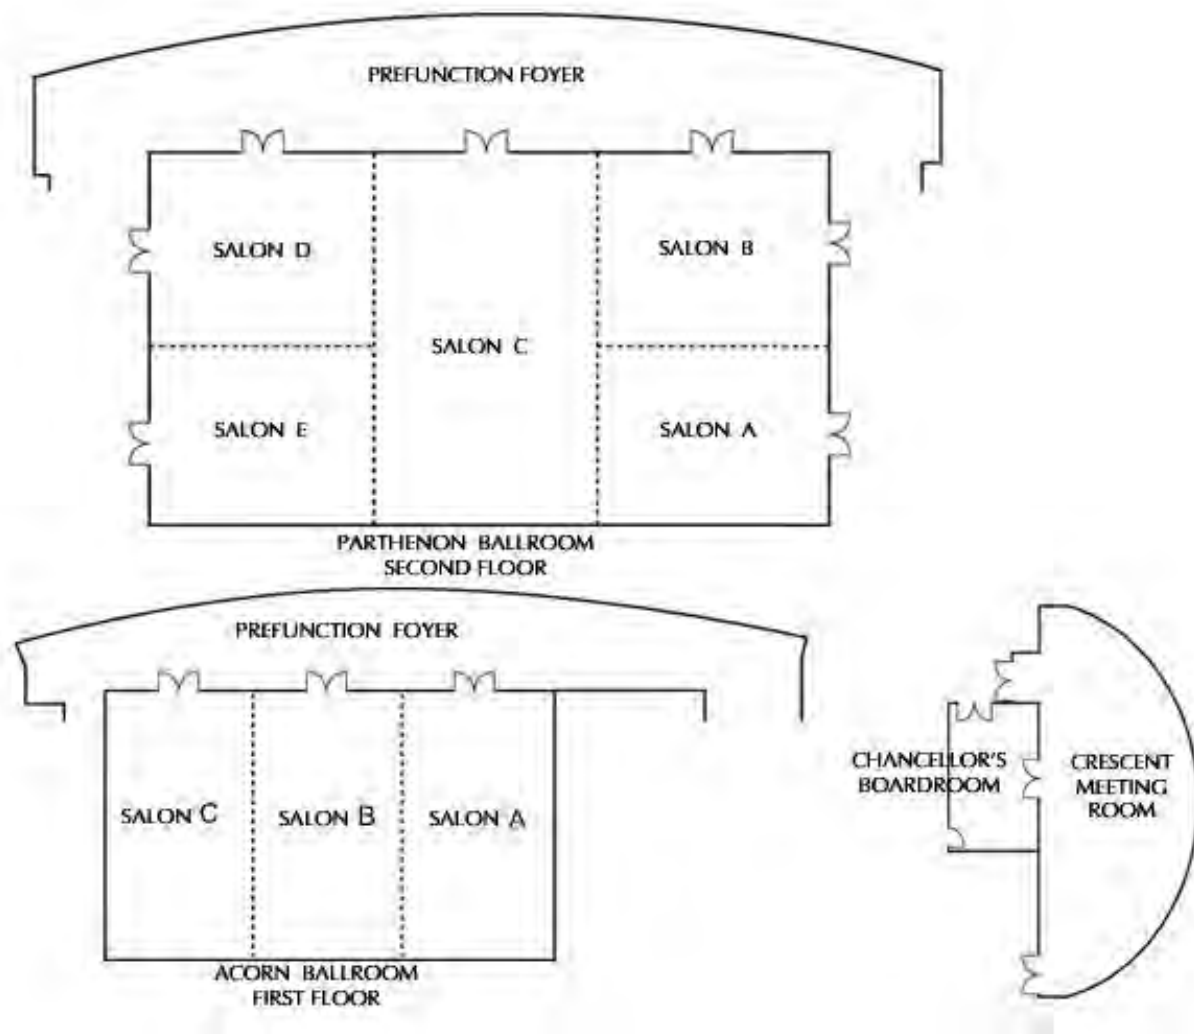 PREFUNCTION FOYER
SALON D
SALON B
SALON C
SALON E
SALON A
PARTHENON BALLROOM
SECOND FLOOR
PREFUNCTION FOYER
SALON C
SALON B
SALON A
ACORN BALLROOM
FIRST FLOOR
CHANCELLOR'S
BOARDROOM
CRESCENT
MEETING
ROOM